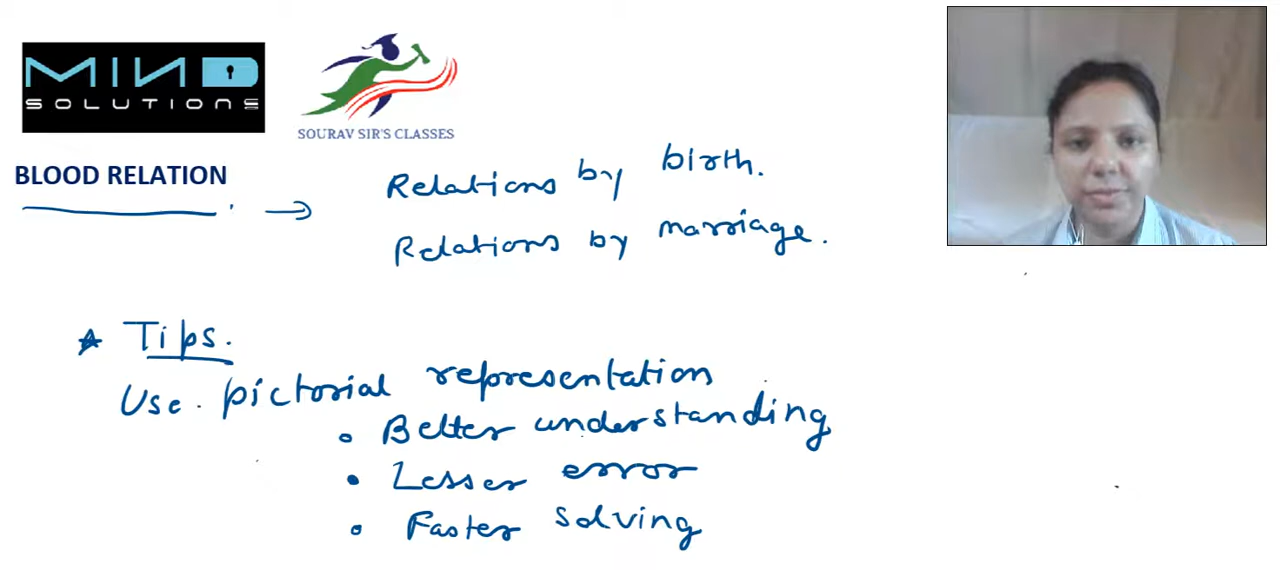 MIND
SOLUTIONS
SOURAV SIR'S CLASSES
BLOOD RELATION
Relations by birth.
Relations by marriage.
Tips.
Use. pictorial representation
• Better understanding
• Lesser error
• Faster solving